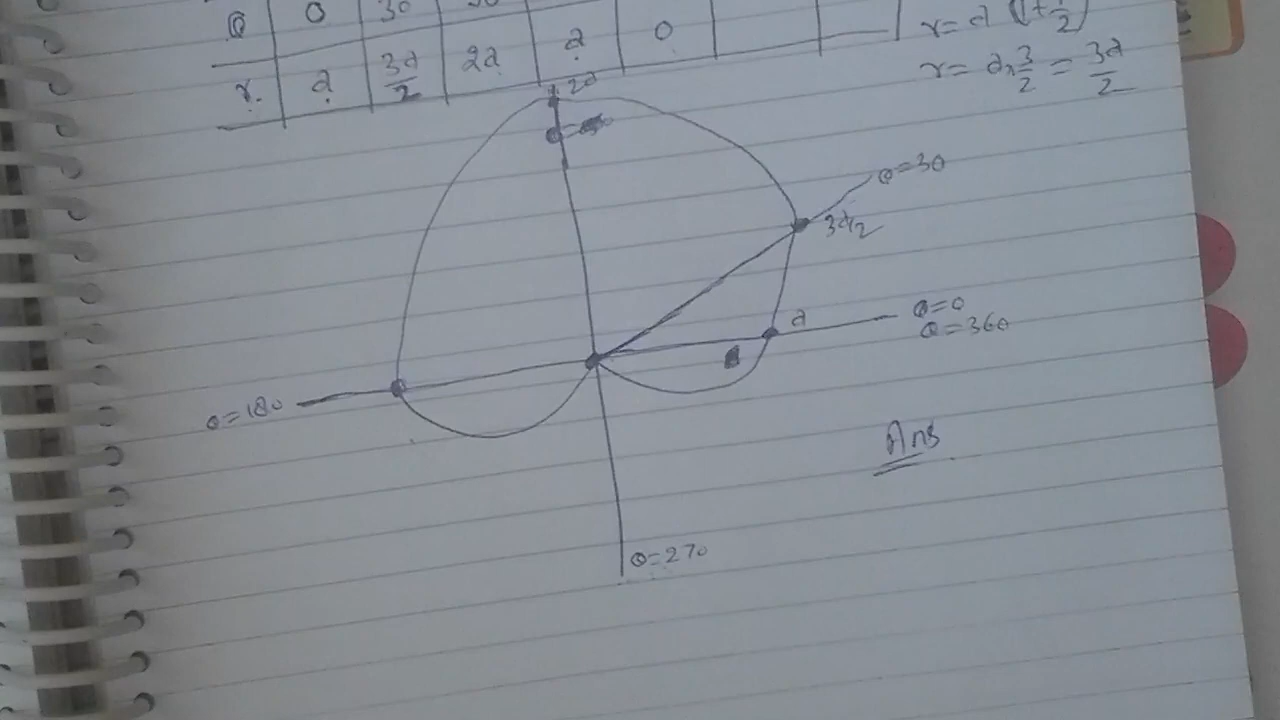 θ 0 30 90
r. a 3a/2 2a a 0
r = a (1+1/2)
r = a × 3/2 = 3a/2
2a
θ=30
3a/2
a
θ=0
θ=360
θ=180
Ans
θ=270